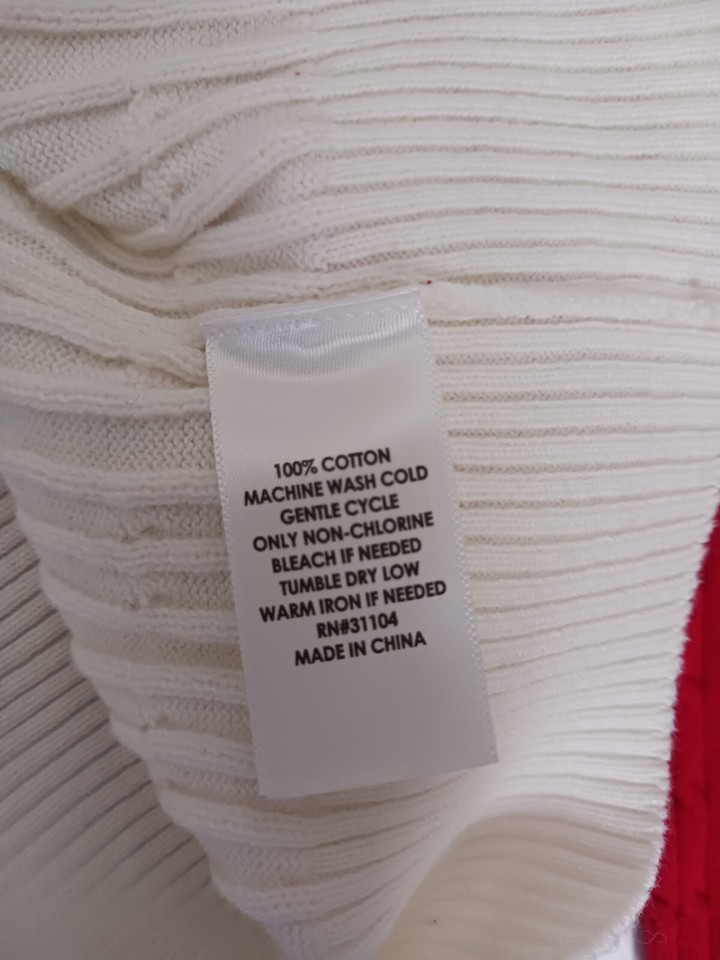 100% COTTON
MACHINE WASH COLD
GENTLE CYCLE
ONLY NON-CHLORINE
BLEACH IF NEEDED
TUMBLE DRY LOW
WARM IRON IF NEEDED
RN#31104
MADE IN CHINA